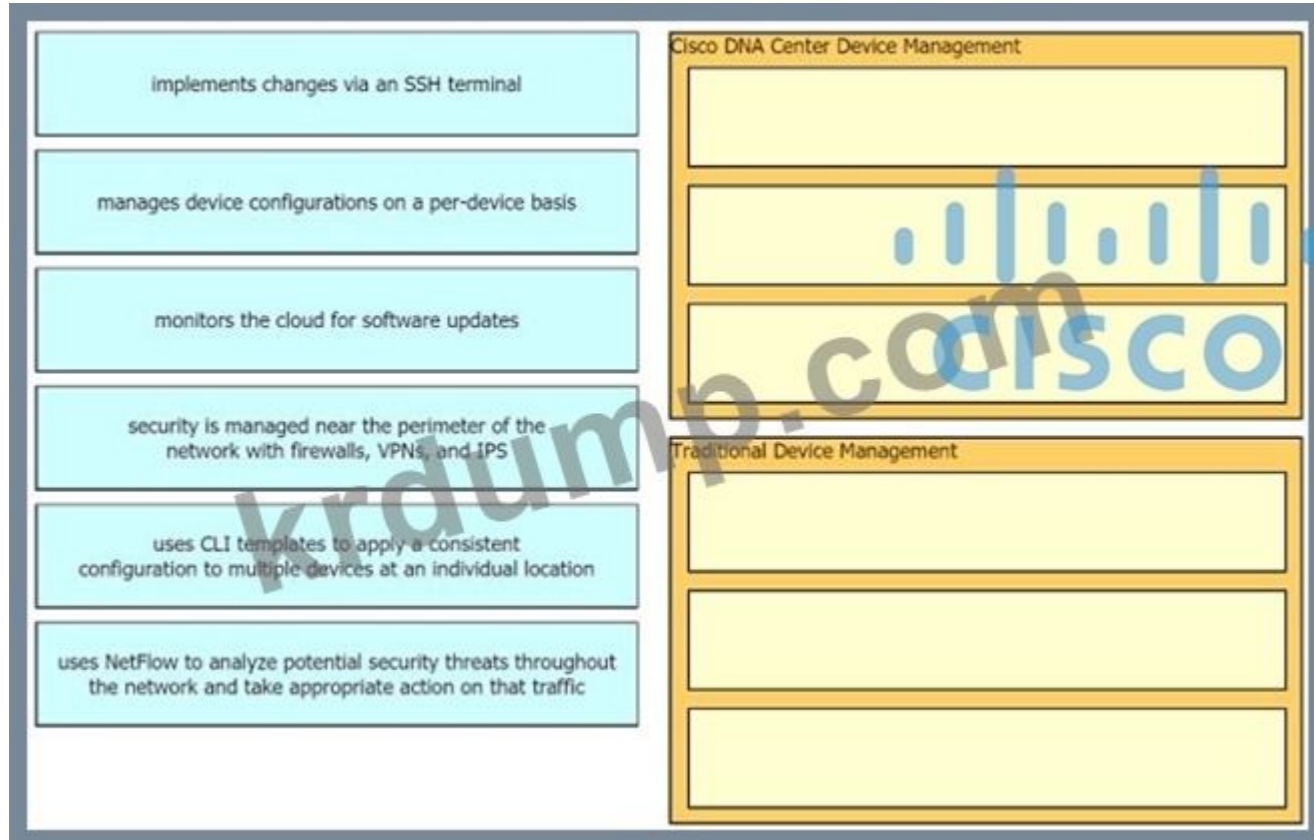 implements changes via an SSH terminal
manages device configurations on a per-device basis
monitors the cloud for software updates
security is managed near the perimeter of the
network with firewalls, VPNs, and IPS
uses CLI templates to apply a consistent
configuration to multiple devices at an individual location
uses NetFlow to analyze potential security threats throughout
the network and take appropriate action on that traffic
Cisco DNA Center Device Management
Traditional Device Management
CISCO
krdump.com